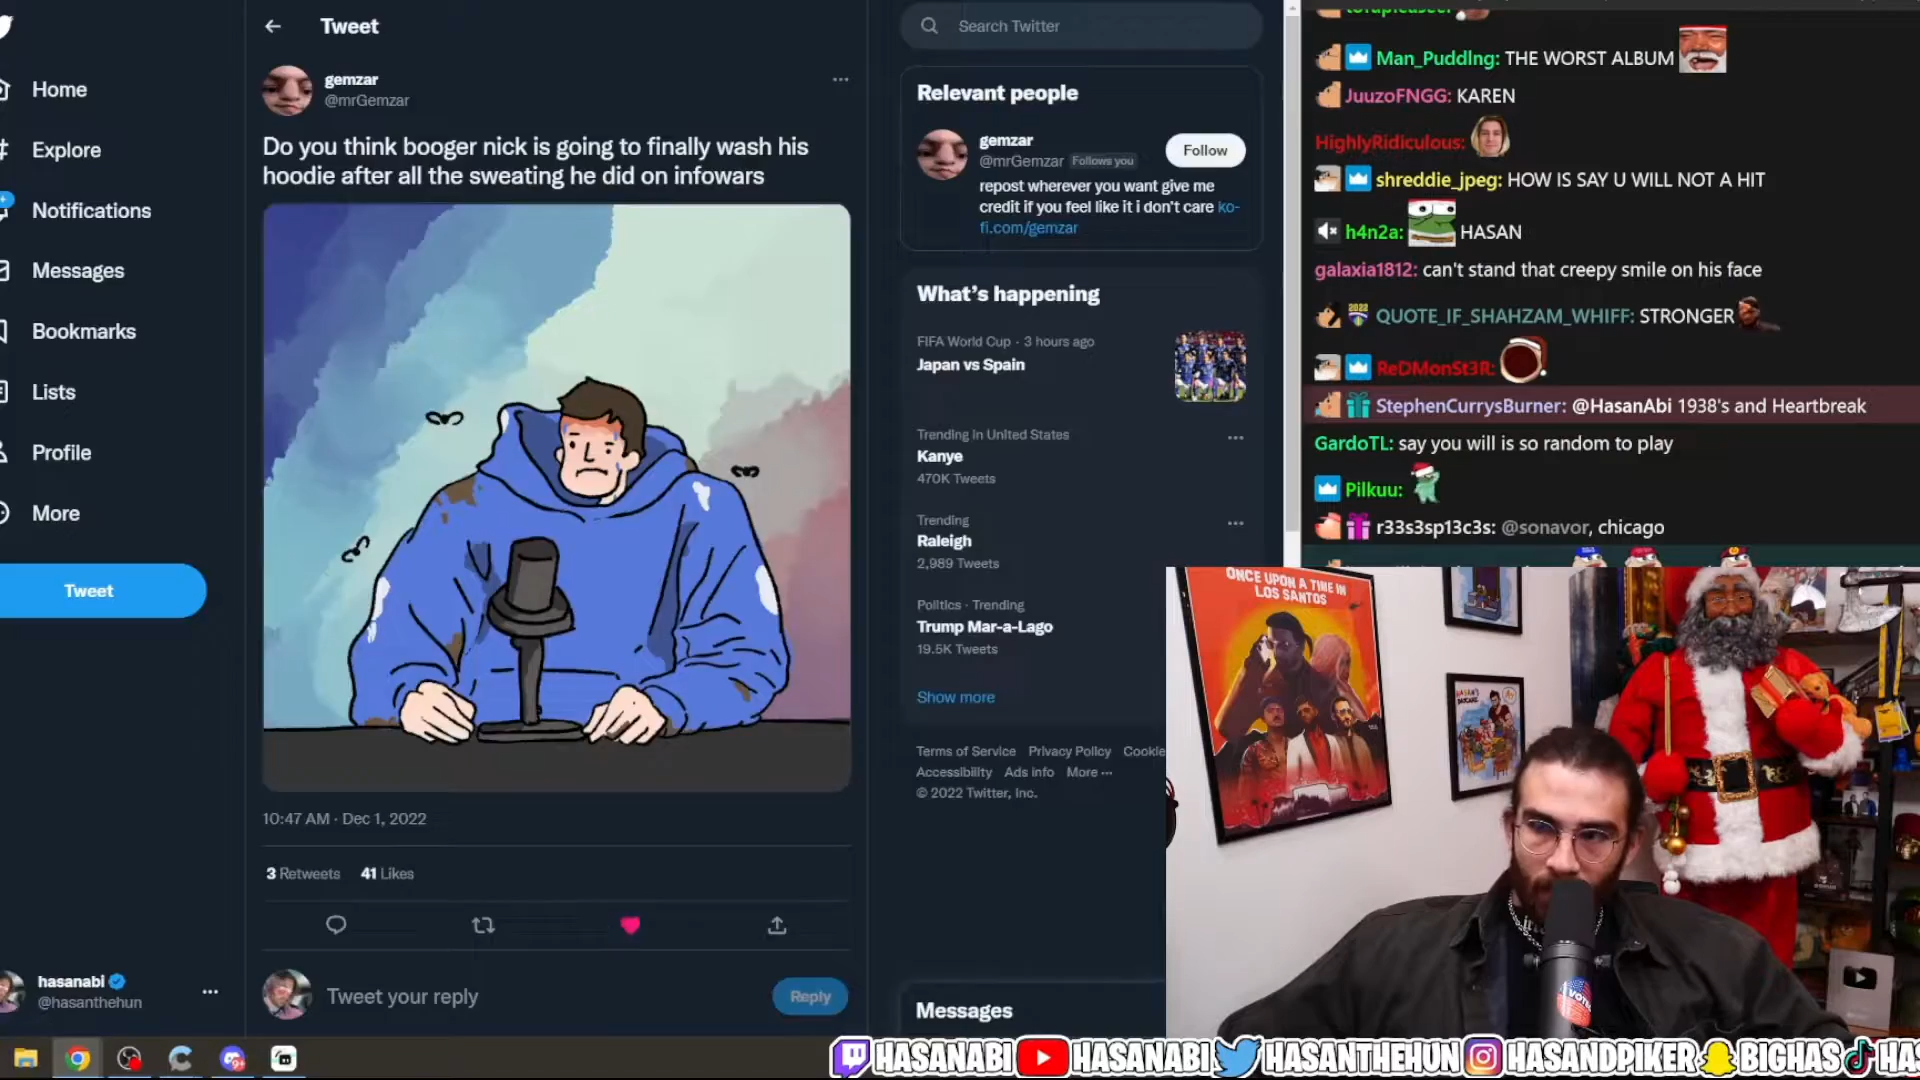 Home
Explore
Notifications
Messages
Bookmarks
Lists
Profile
More
Tweet
hasanabi
@hasanthehun
Tweet
gemzar
@mrGemzar
Do you think booger nick is going to finally wash his
hoodie after all the sweating he did on infowars
10:47 AM · Dec 1, 2022
3 Retweets 41 Likes
Tweet your reply
Reply
Search Twitter
Relevant people
gemzar
@mrGemzar Follows you
Follow
repost wherever you want give me
credit if you feel like it i don't care ko-
fi.com/gemzar
What's happening
FIFA World Cup · 3 hours ago
Japan vs Spain
Trending in United States
Kanye
470K Tweets
Trending
Raleigh
2,989 Tweets
Politics · Trending
Trump Mar-a-Lago
19.5K Tweets
Show more
Terms of Service Privacy Policy Cookie
Accessibility Ads info More ···
© 2022 Twitter, Inc.
Messages
Man_Pudding: THE WORST ALBUM
JuuzoFNGG: KAREN
HighlyRidiculous:
shreddie_jpeg: HOW IS SAY U WILL NOT A HIT
h4n2a: HASAN
galaxia1812: can't stand that creepy smile on his face
QUOTE_IF_SHAHZAM_WHIFF: STRONGER
ReDMonSt3R:
StephenCurrysBurner: @HasanAbi 1938's and Heartbreak
GardoTL: say you will is so random to play
Pilkuu:
r33s3sp13c3s: @sonavor, chicago
ONCE UPON A TIME IN
LOS SANTOS
VOTE
HASANABI HASANABI HASANTHEHUN HASANDPIKER BIGHAS HA